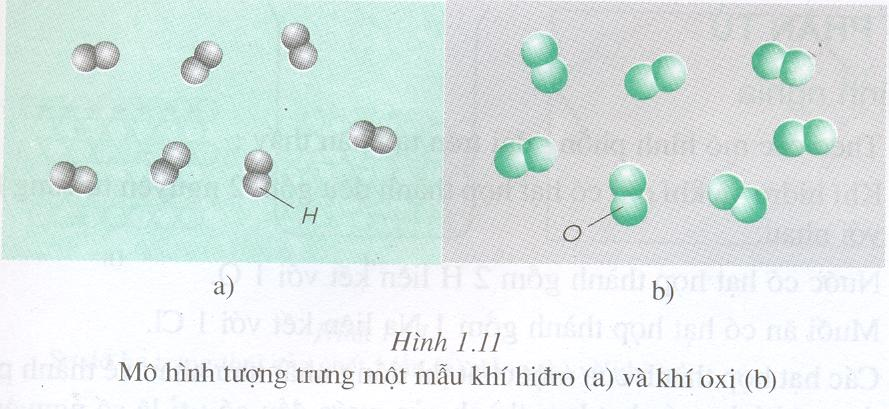 H
O
a)
b)
Hình 1.11
Mô hình tượng trưng một mẫu khí hiđro (a) và khí oxi (b)